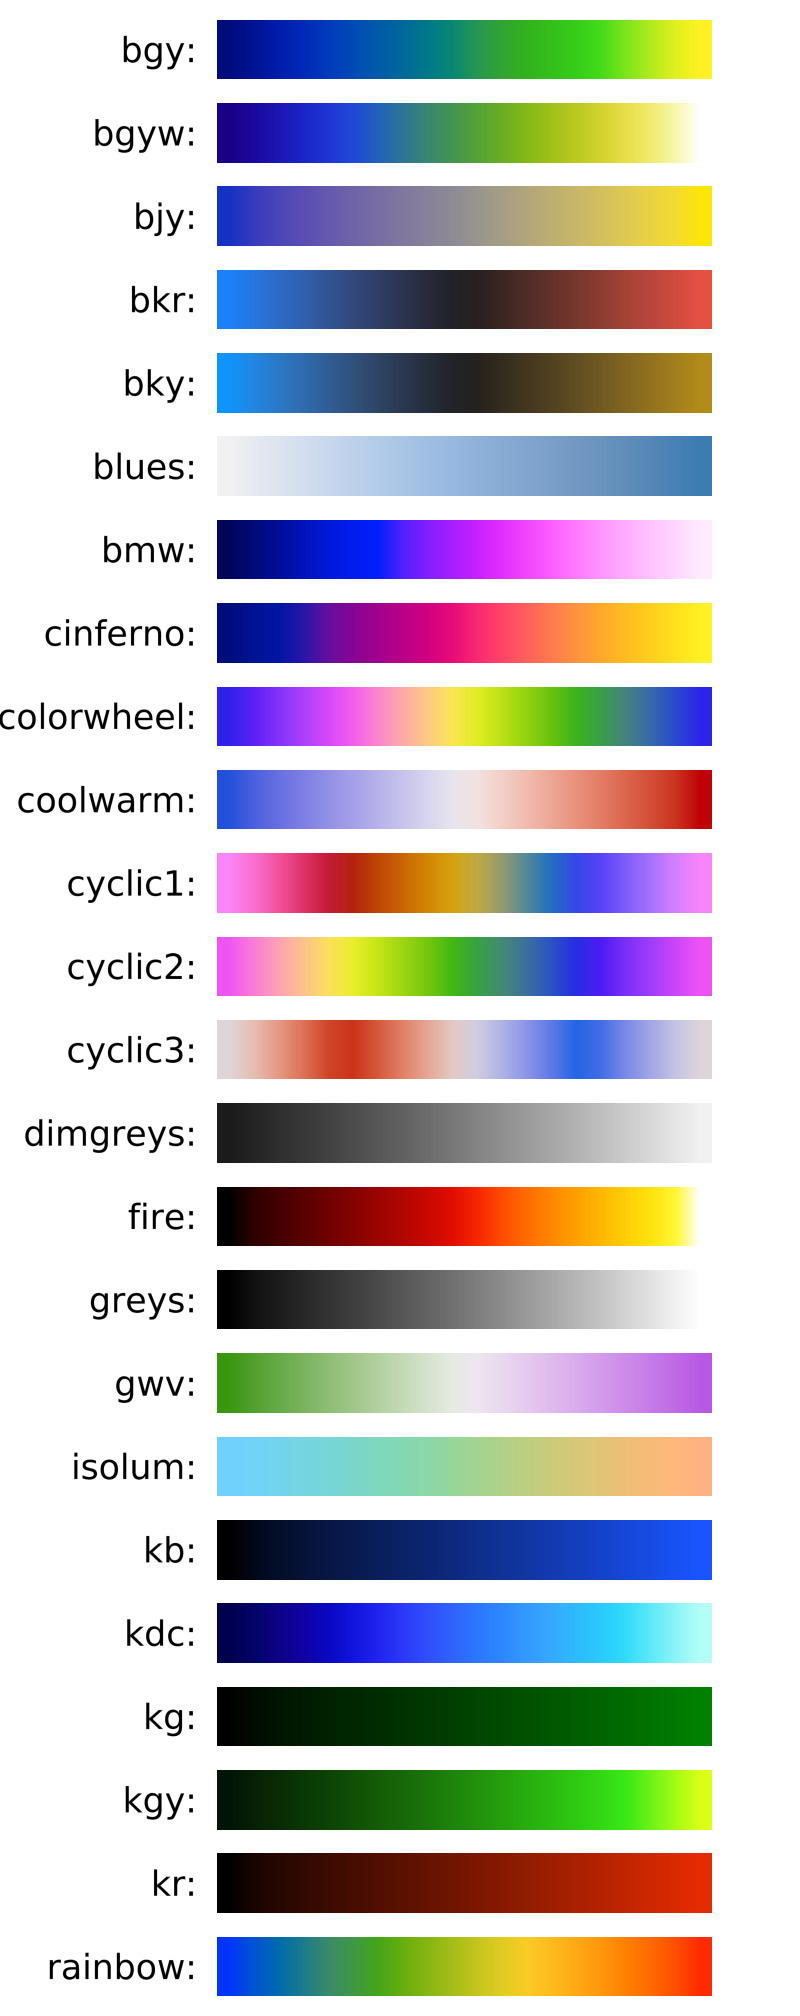 bgy:
bgyw:
bjy:
bkr:
bky:
blues:
bmw:
cinferno:
colorwheel:
coolwarm:
cyclic1:
cyclic2:
cyclic3:
dimgreys:
fire:
greys:
gwv:
isolum:
kb:
kdc:
kg:
kgy:
kr:
rainbow: